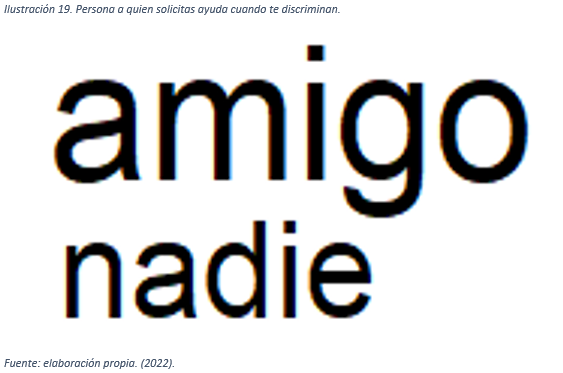 Ilustración 19. Persona a quien solicitas ayuda cuando te discriminan.
amigo
nadie
Fuente: elaboración propia. (2022).